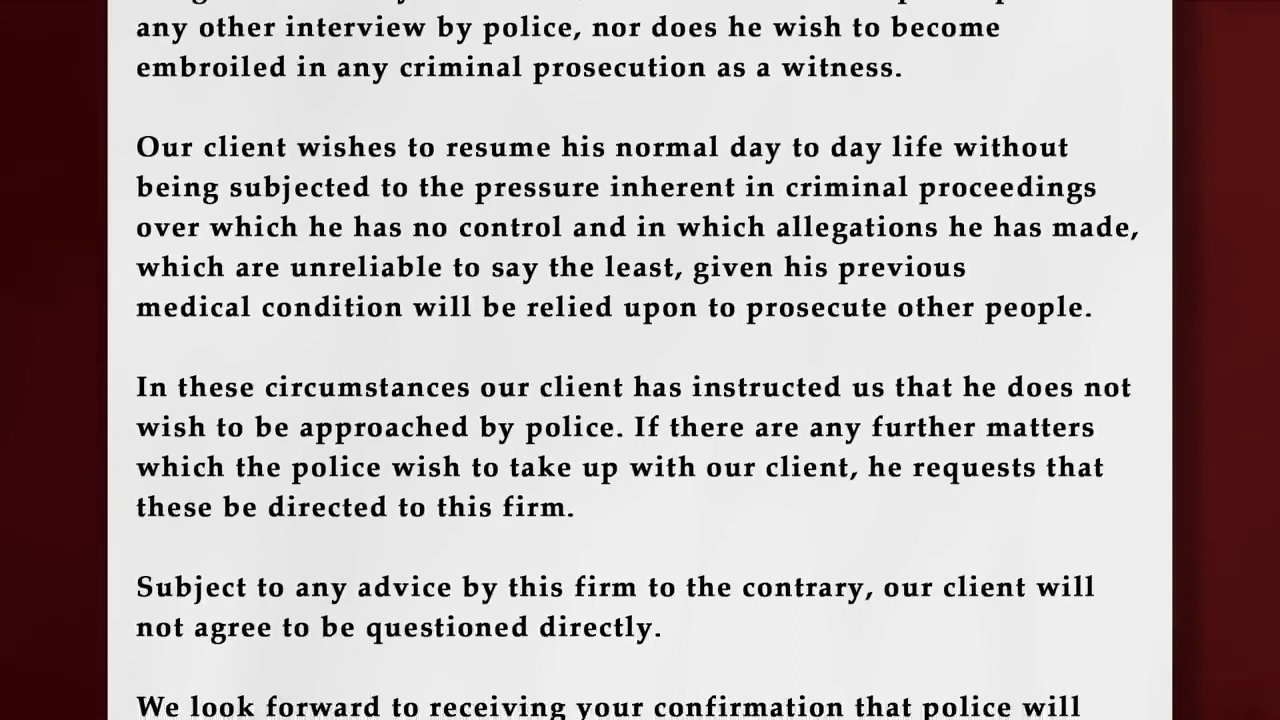 any other interview by police, nor does he wish to become
embroiled in any criminal prosecution as a witness.
Our client wishes to resume his normal day to day life without
being subjected to the pressure inherent in criminal proceedings
over which he has no control and in which allegations he has made,
which are unreliable to say the least, given his previous
medical condition will be relied upon to prosecute other people.
In these circumstances our client has instructed us that he does not
wish to be approached by police. If there are any further matters
which the police wish to take up with our client, he requests that
these be directed to this firm.
Subject to any advice by this firm to the contrary, our client will
not agree to be questioned directly.
We look forward to receiving your confirmation that police will